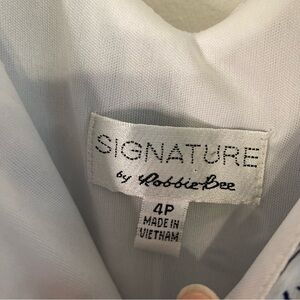 SIGNATURE
by Robbie Bee
4P
MADE IN
VIETNAM